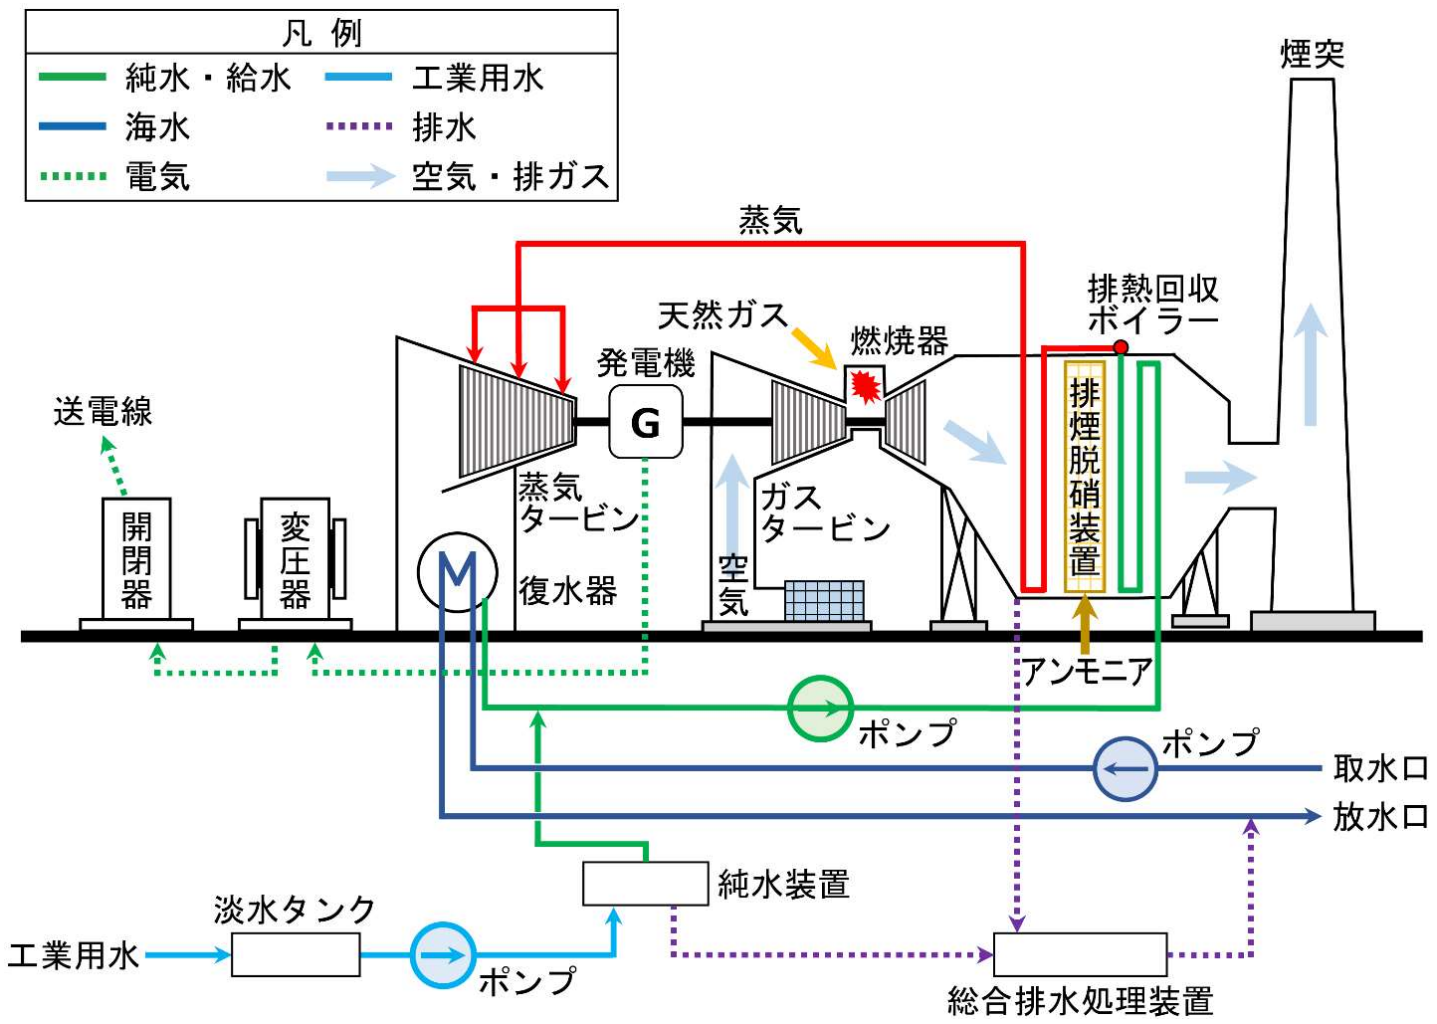 凡 例
純水・給水
工業用水
海水
排水
電気
空気・排ガス
煙突
蒸気
排熱回収
ボイラー
天然ガス
燃焼器
発電機
G
送電線
排煙脱硝装置
蒸気
タービン
ガス
タービン
開閉器
変圧器
空気
復水器
アンモニア
ポンプ
ポンプ
取水口
放水口
純水装置
淡水タンク
工業用水
ポンプ
総合排水処理装置